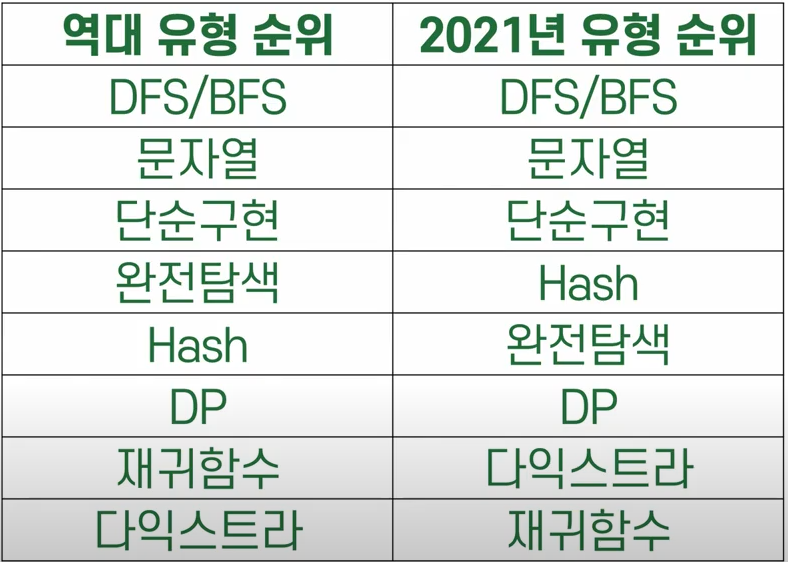 역대 유형 순위 2021년 유형 순위
DFS/BFS DFS/BFS
문자열 문자열
단순구현 단순구현
완전탐색 Hash
Hash 완전탐색
DP DP
재귀함수 다익스트라
다익스트라 재귀함수